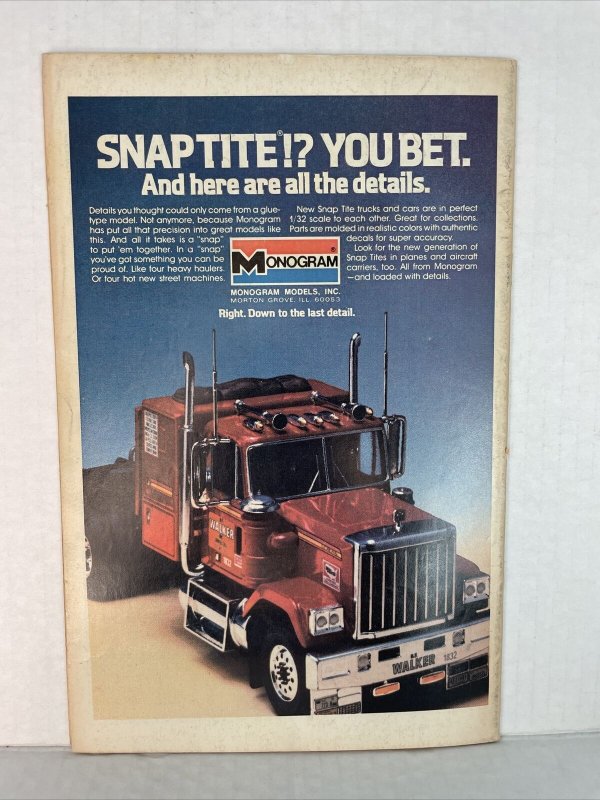 SNAPTITE®!? YOU BET.
And here are all the details.
Details you thought could only come from a glue-
type model. Not anymore, because Monogram
has put all that precision into great models like
this. And all it takes is a "snap"
to put 'em together. In a "snap"
you've got something you can be
proud of. Like four heavy haulers.
Or four hot new street machines.
New Snap Tite trucks and cars are in perfect
1/32 scale to each other. Great for collections.
Parts are molded in realistic colors with authentic
decals for super accuracy.
Look for the new generation of
Snap Tites in planes and aircraft
carriers, too. All from Monogram
—and loaded with details.
MONOGRAM®
MONOGRAM MODELS, INC.
MORTON GROVE, ILL. 60053
Right. Down to the last detail.
WALKER
1832
WALKER